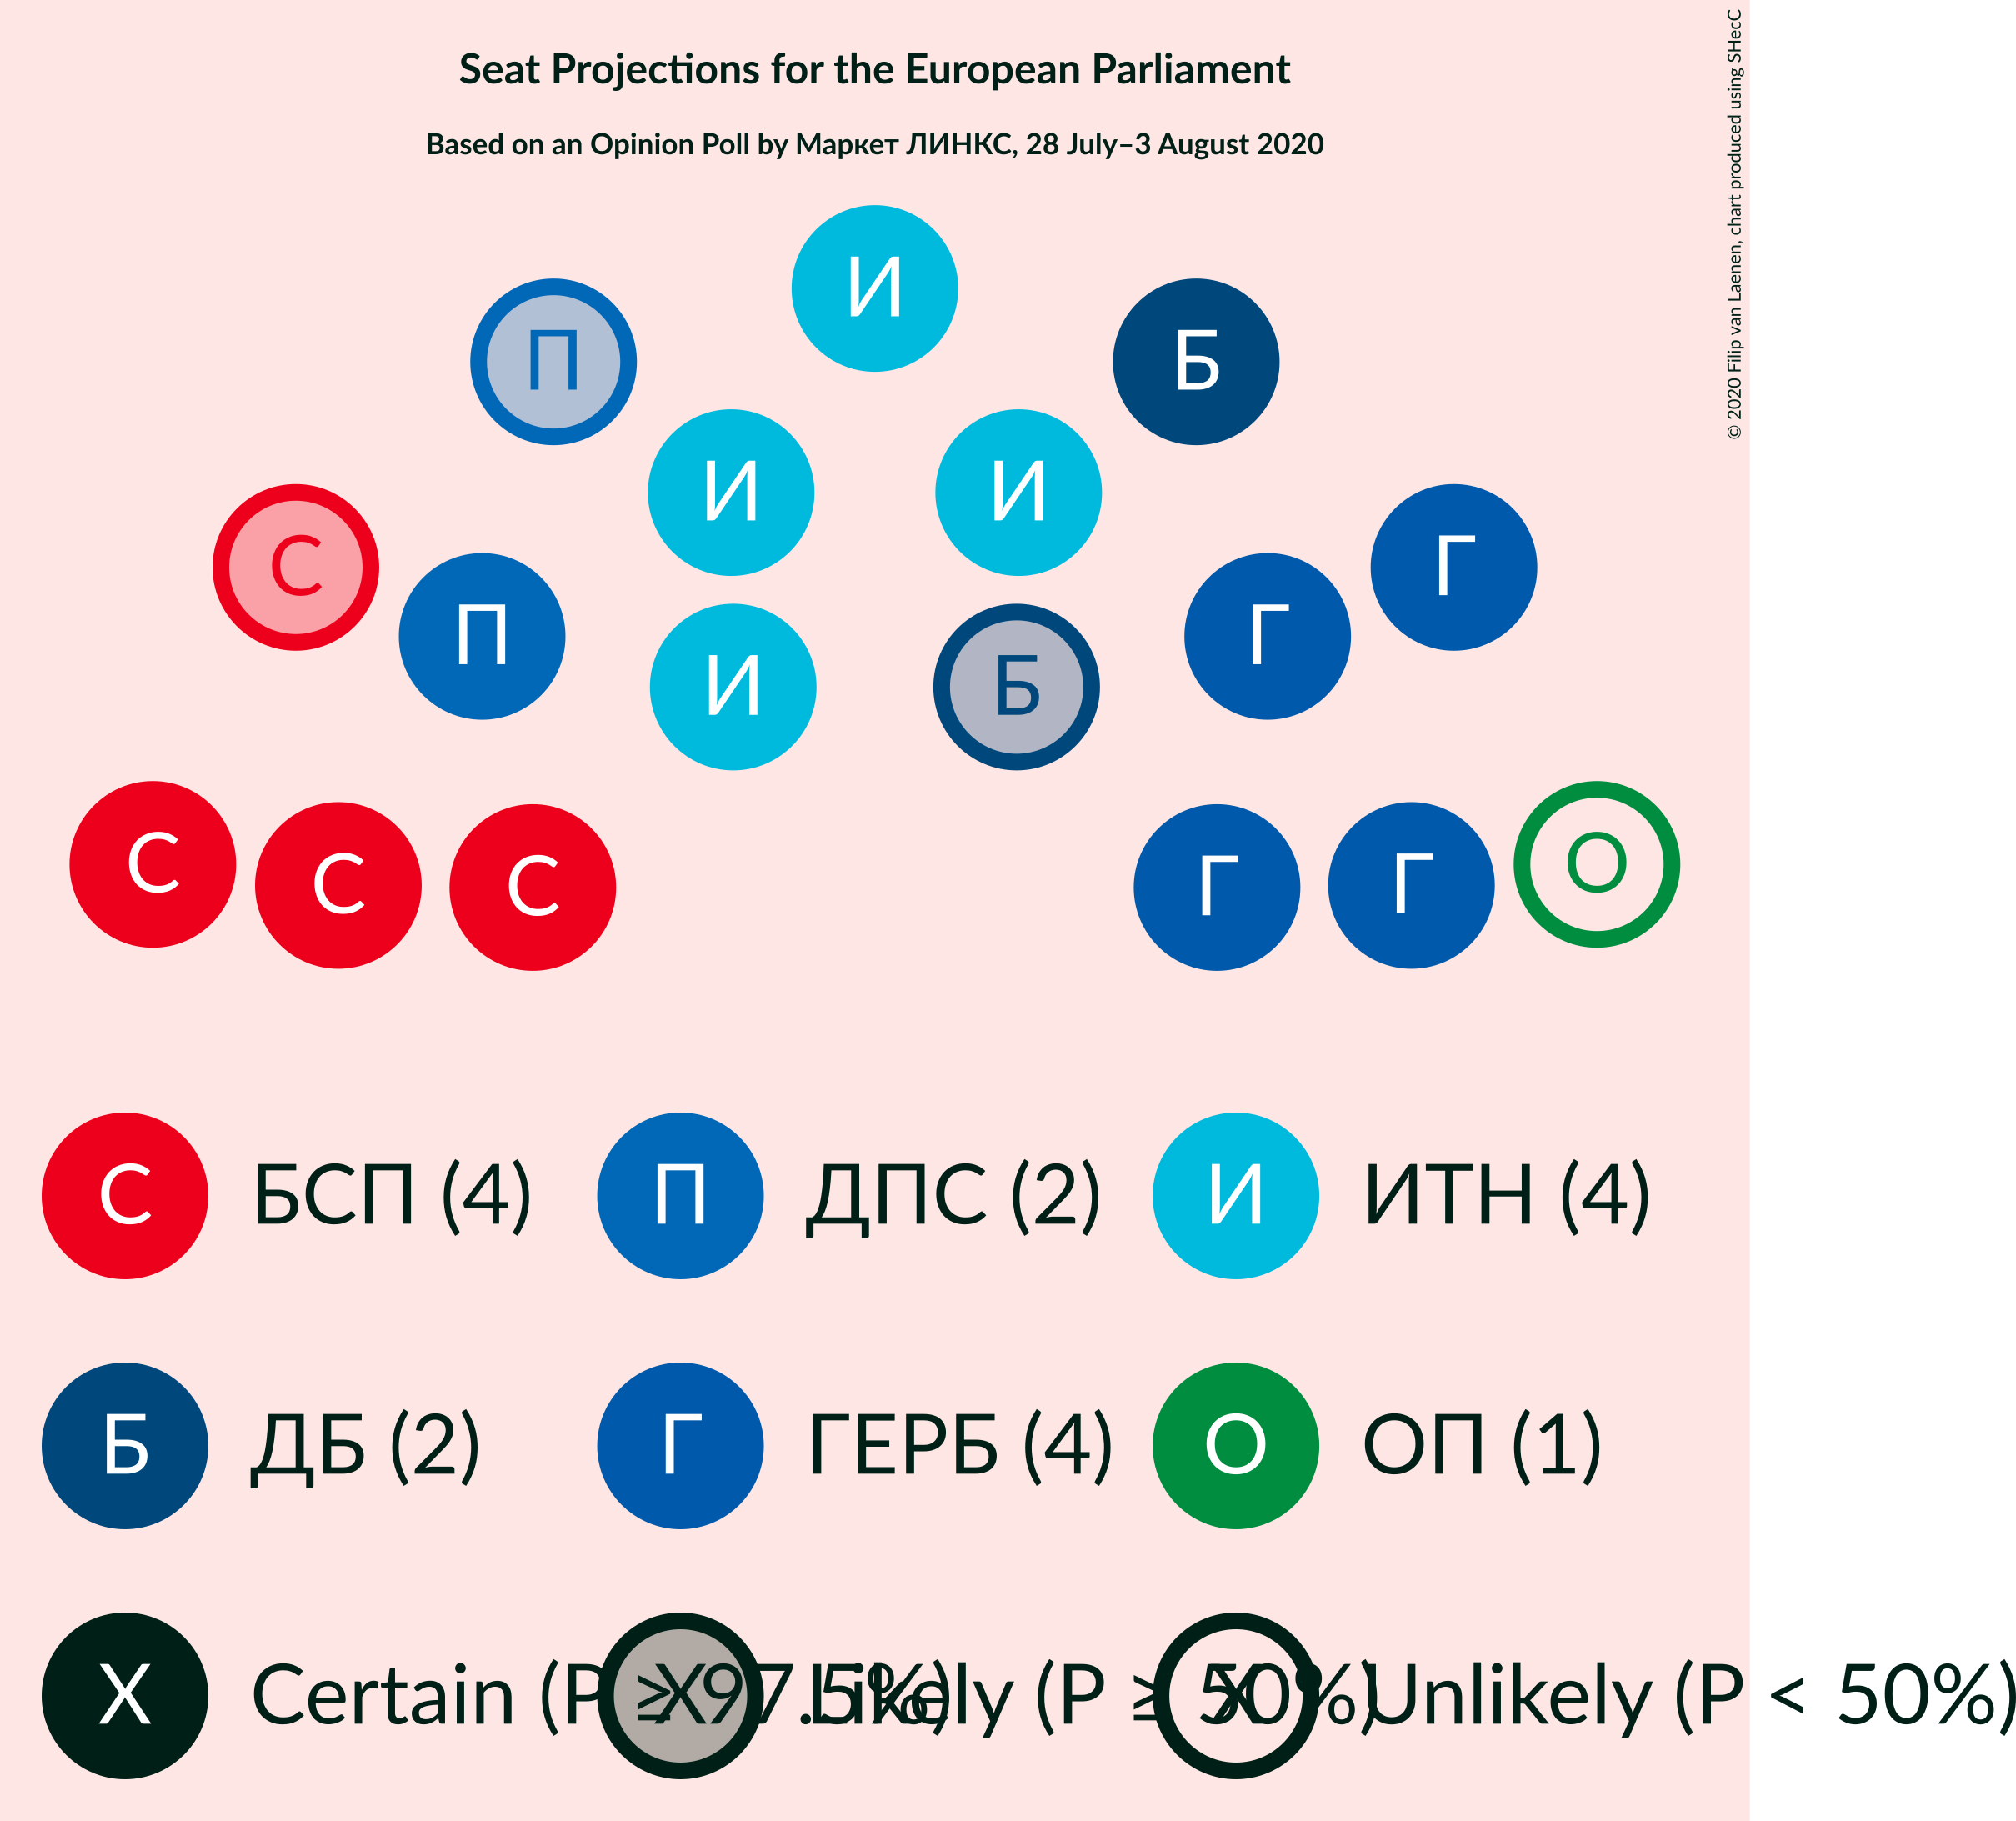 Seat Projections for the European Parliament
Based on an Opinion Poll by Маркет ЛИНКС, 28 July–3 August 2020
© 2020 Filip van Laenen, chart produced using SHecC
И
П
Б
И
И
С
Г
П
Г
И
Б
С
С
С
Г
Г
О
С БСП (4)
П ДПС (2)
И ИТН (4)
Б ДБ (2)
Г ГЕРБ (4)
О ОП (1)
X Certain (P ≥ 97.5%)
X Likely (P ≥ 50%)
X Unlikely (P < 50%)